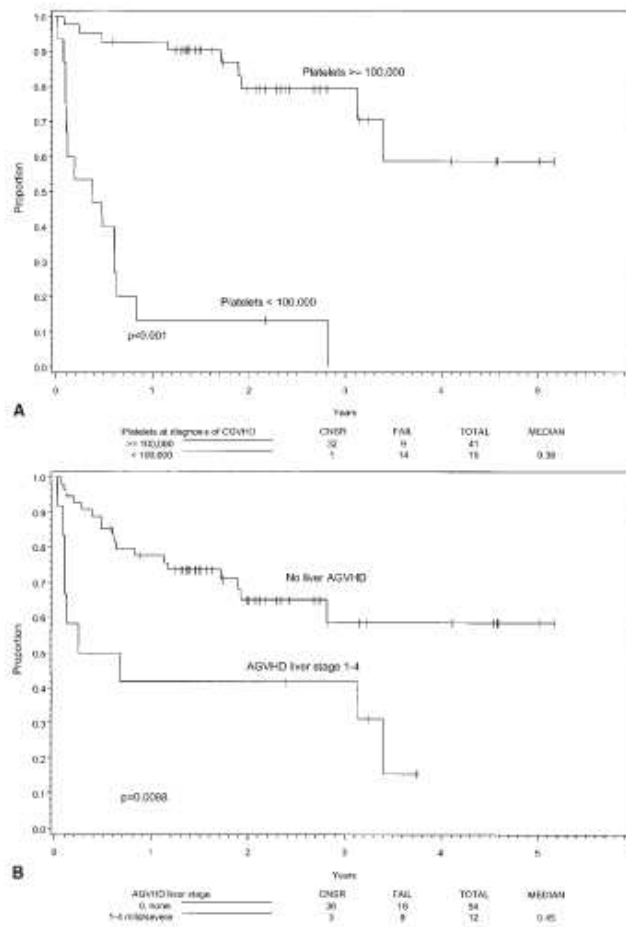 1.0
0.9
Platelets >= 100,000
0.8
0.7
0.6
Proportion
0.5
0.4
0.3
0.2
Platelets < 100,000
0.1
p<0.001
0.0
0 1 2 3 4 5
A
Years
Platelets at diagnosis of CGVHD CNSR FAIL TOTAL MEDIAN
>= 100,000 32 9 41
< 100,000 1 14 15 0.38
1.0
0.9
0.8
0.7
No liver AGVHD
0.6
Proportion
0.5
AGVHD liver stage 1-4
0.4
0.3
0.2
0.1
p=0.0088
0.0
0 1 2 3 4 5
B
Years
AGVHD liver stage CNSR FAIL TOTAL MEDIAN
0, none 36 18 54
1-4 mild/severe 3 9 12 0.45